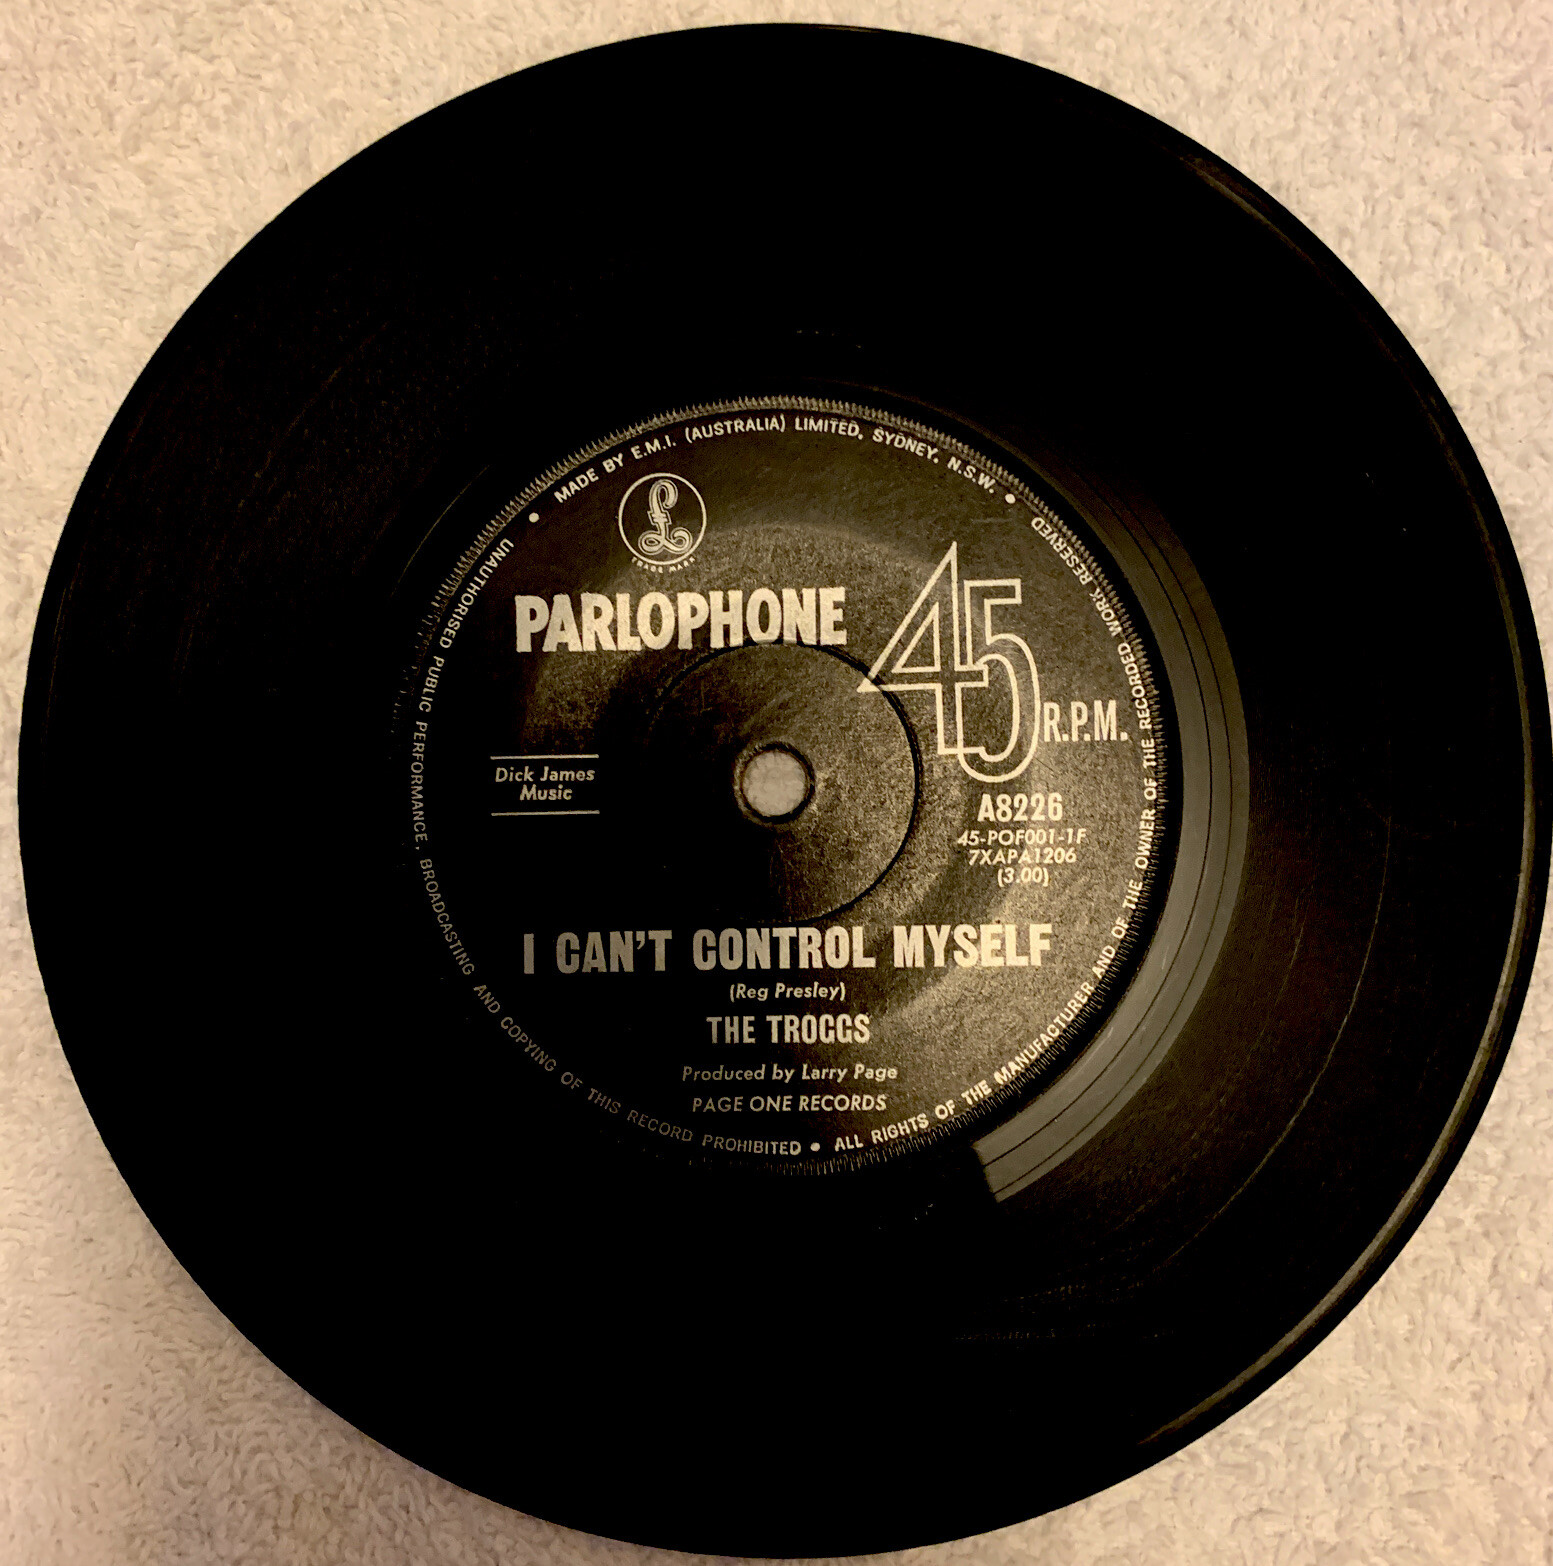 MADE BY E.M.I. (AUSTRALIA) LIMITED, SYDNEY, N.S.W. •
UNAUTHORISED PUBLIC PERFORMANCE, BROADCASTING AND COPYING OF THIS RECORD PROHIBITED • ALL RIGHTS OF THE MANUFACTURER AND OF THE OWNER OF THE RECORDED WORK RESERVED •
£
TRADE MARK
PARLOPHONE
45 R.P.M.
Dick James
Music
A8226
45-POF001-1F
7XAPA1206
(3.00)
I CAN'T CONTROL MYSELF
(Reg Presley)
THE TROGGS
Produced by Larry Page
PAGE ONE RECORDS